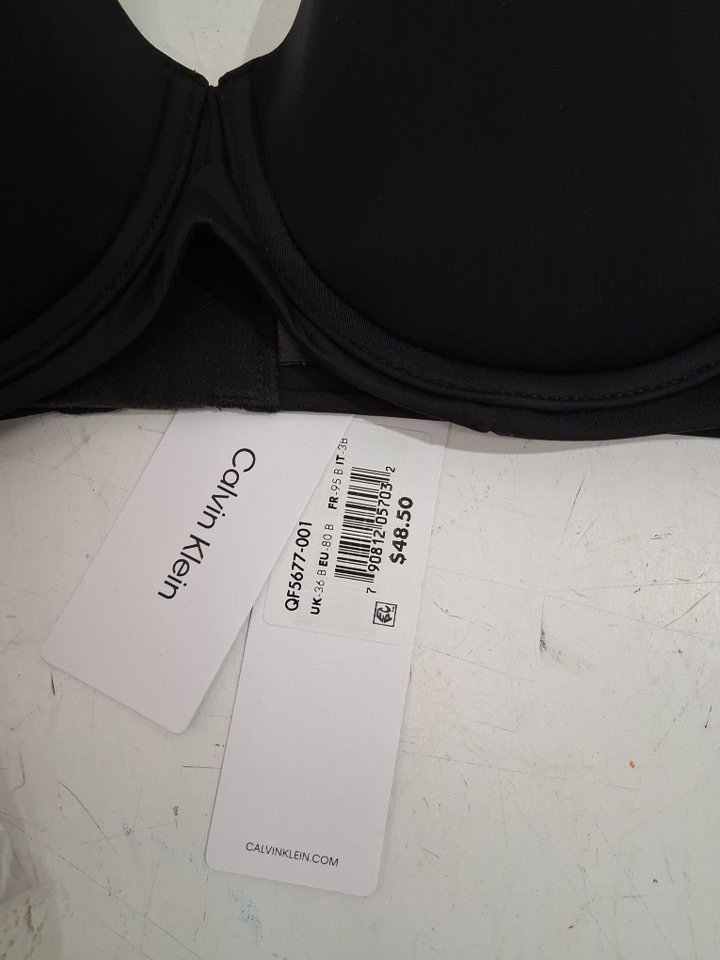 Calvin Klein
QF5677-001
UK-36 B EU-80 B FR-95 B IT-3B
7 90812 05703 2
$48.50
CALVINKLEIN.COM